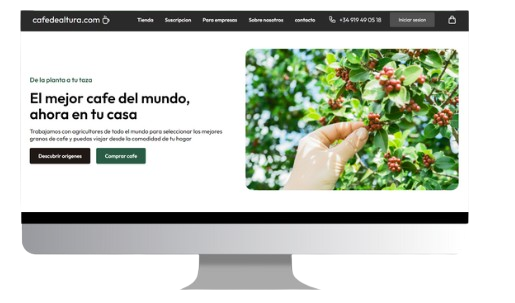 cafedealtura.com
Tienda Suscripcion Para empresas Sobre nosotros contacto +34 919 49 05 18 Iniciar sesion
De la planta a tu taza
El mejor cafe del mundo,
ahora en tu casa
Trabajamos con agricultores de todo el mundo para seleccionar los mejores
granos de cafe y puedas viajar desde la comodidad de tu hogar
Descubrir origenes Comprar cafe